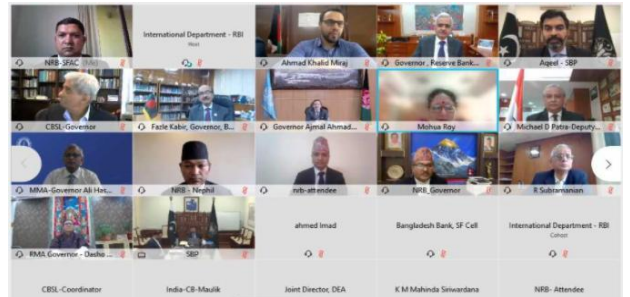 International Department - RBI
Host
NRB-SFAC (Me)
Ahmad Khalid Miraj
Governor, Reserve Bank...
Aqeel - SBP
CBSL-Governor
Fazle Kabir, Governor, B...
Governor Ajmal Ahmad...
Mohua Roy
Michael D Patra-Deputy...
MMA-Governor Ali Has...
NRB - Nephil
nrb-attendee
NRB_Governor
R Subramanian
RMA Governor - Dasho ...
SBP
ahmed Imad
Bangladesh Bank, SF Cell
International Department - RBI
Cohost
CBSL-Coordinator
India-CB-Maulik
Joint Director, DEA
K M Mahinda Siriwardana
NRB- Attendee